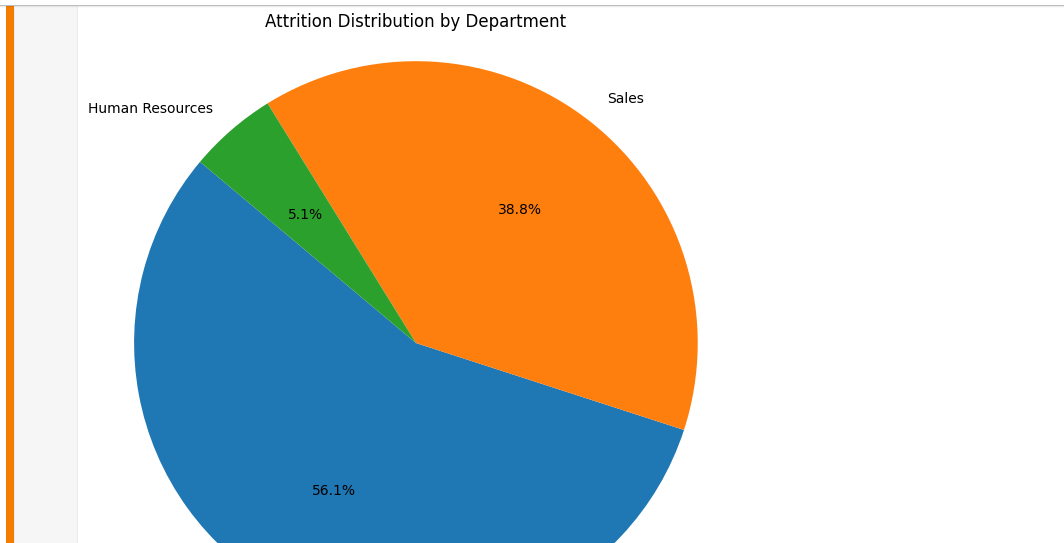 Attrition Distribution by Department
Sales
Human Resources
38.8%
5.1%
56.1%